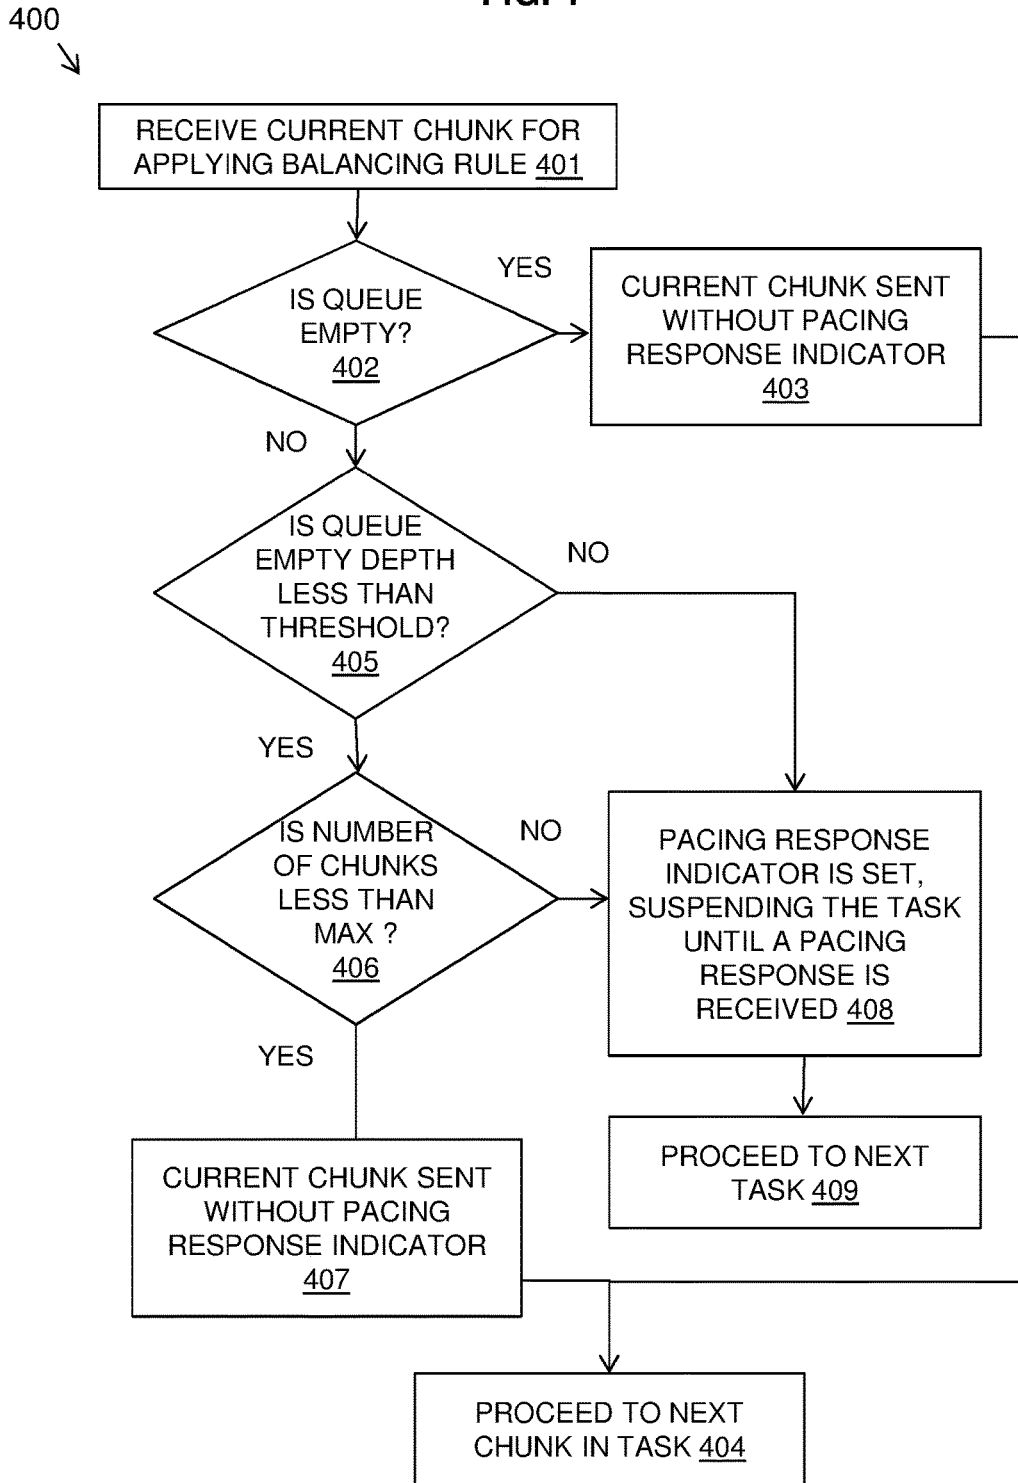 400
RECEIVE CURRENT CHUNK FOR
APPLYING BALANCING RULE 401
IS QUEUE
EMPTY?
402
YES
CURRENT CHUNK SENT
WITHOUT PACING
RESPONSE INDICATOR
403
NO
IS QUEUE
EMPTY DEPTH
LESS THAN
THRESHOLD?
405
NO
YES
IS NUMBER
OF CHUNKS
LESS THAN
MAX ?
406
NO
PACING RESPONSE
INDICATOR IS SET,
SUSPENDING THE TASK
UNTIL A PACING
RESPONSE IS
RECEIVED 408
YES
PROCEED TO NEXT
TASK 409
CURRENT CHUNK SENT
WITHOUT PACING
RESPONSE INDICATOR
407
PROCEED TO NEXT
CHUNK IN TASK 404